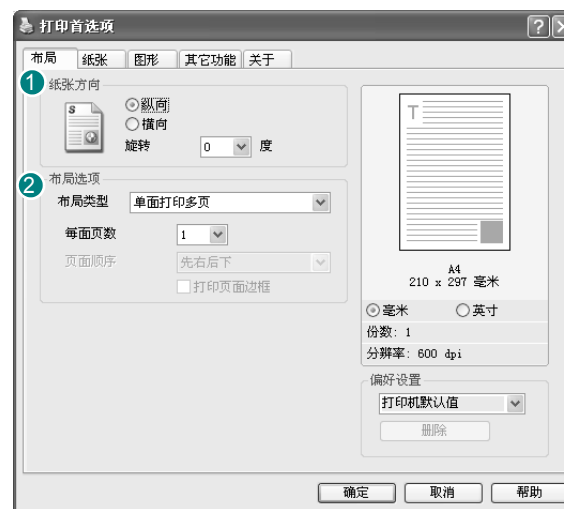 打印首选项
布局 纸张 图形 其它功能 关于
1 纸张方向
S
纵向
横向
旋转 0 度
2 布局选项
布局类型 单面打印多页
每面页数 1
页面顺序 先右后下
打印页面边框
T
A4
210 x 297 毫米
毫米 英寸
份数: 1
分辨率: 600 dpi
偏好设置
打印机默认值
删除
确定 取消 帮助